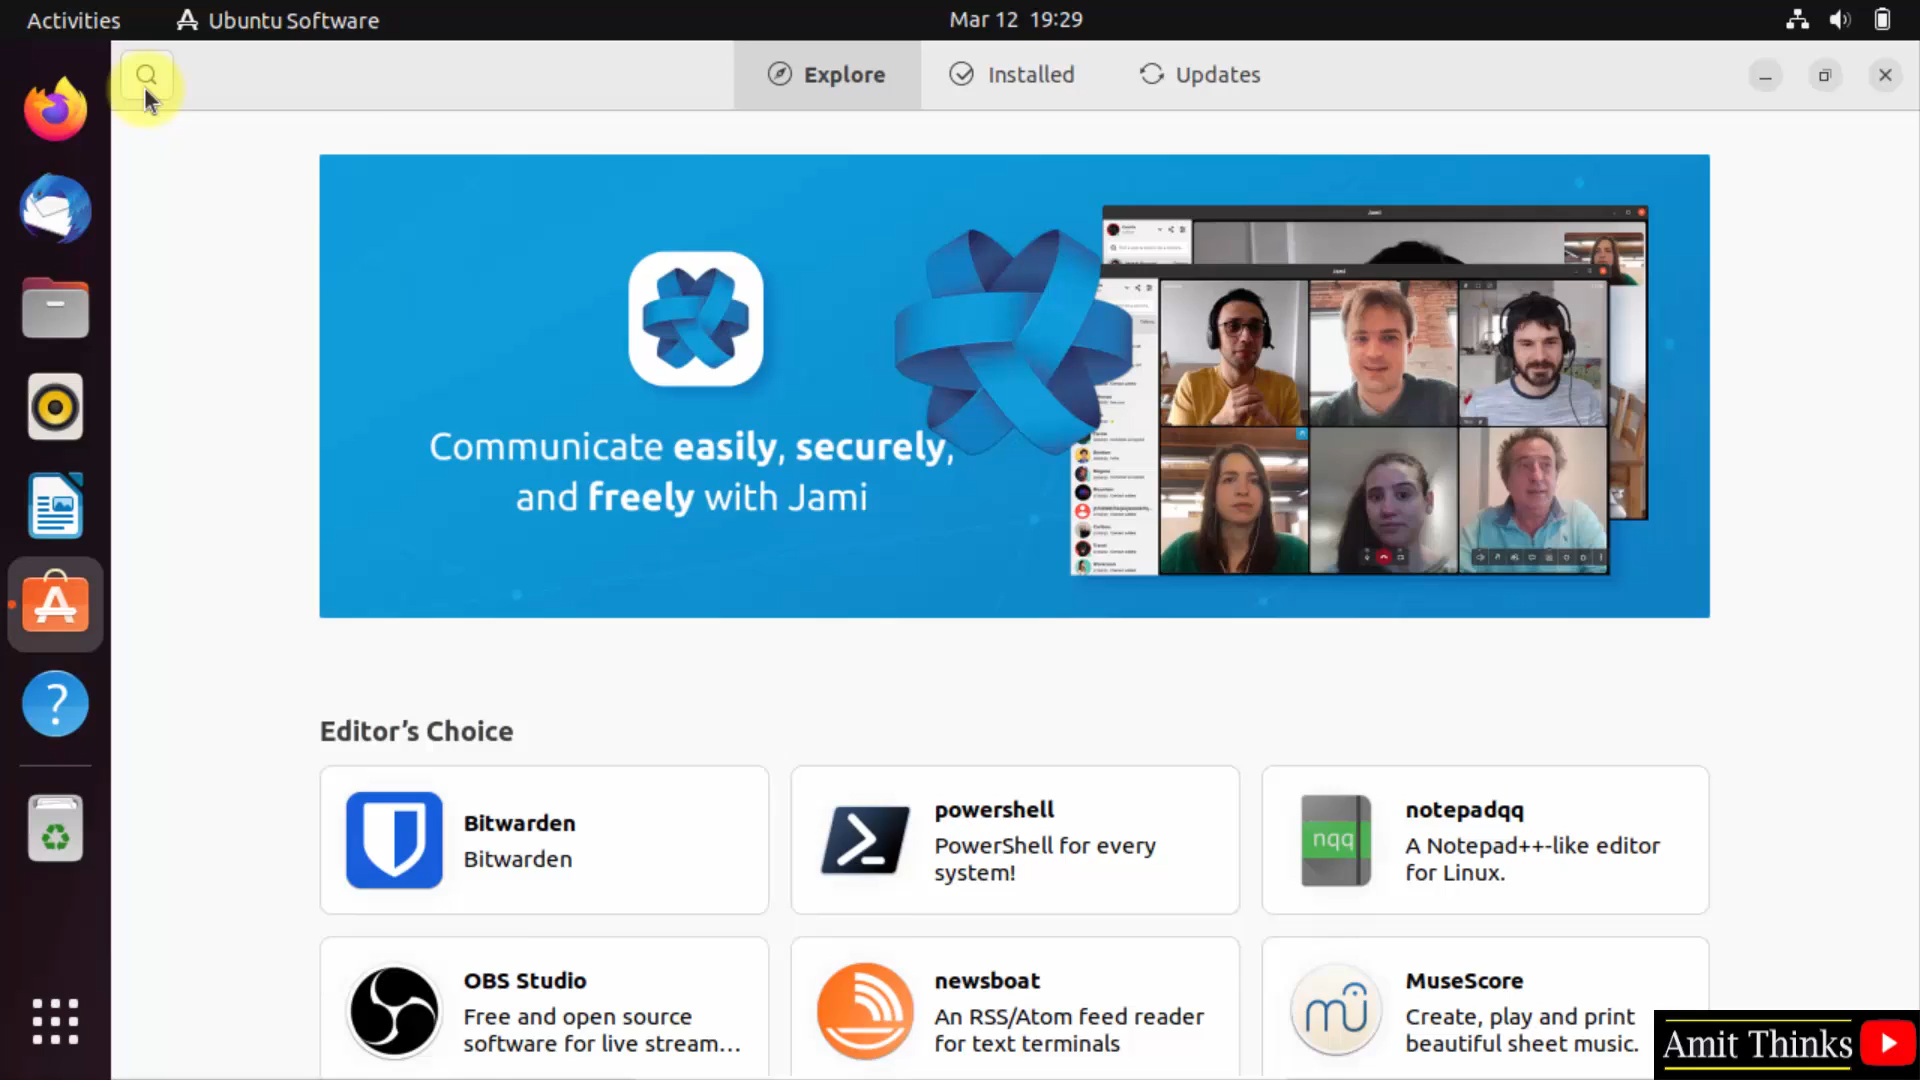 Activities
Ubuntu Software
Mar 12 19:29
Explore
Installed
Updates
Jami
Jami
Communicate easily, securely,
and freely with Jami
Editor’s Choice
Bitwarden
Bitwarden
powershell
PowerShell for every
system!
nqq
notepadqq
A Notepad++-like editor
for Linux.
OBS Studio
Free and open source
software for live stream...
newsboat
An RSS/Atom feed reader
for text terminals
mu
MuseScore
Create, play and print
beautiful sheet music.
Amit Thinks